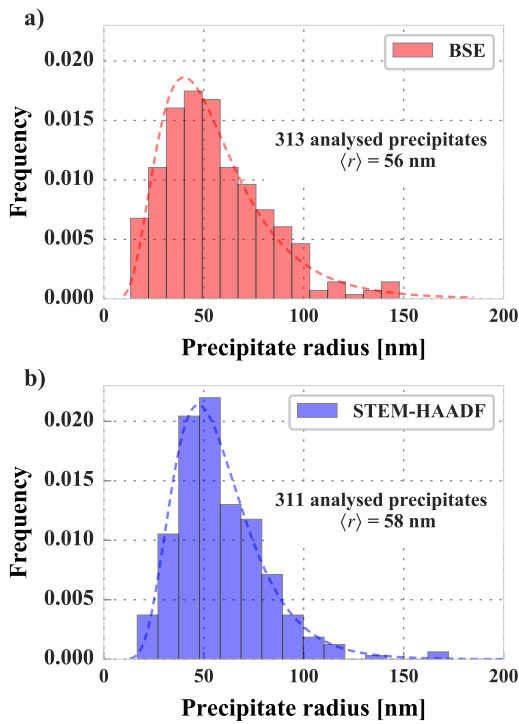 a)
BSE
313 analysed precipitates
⟨r⟩ = 56 nm
Frequency
0.020
0.015
0.010
0.005
0.000
0 50 100 150 200
Precipitate radius [nm]
b)
STEM-HAADF
311 analysed precipitates
⟨r⟩ = 58 nm
Frequency
0.020
0.015
0.010
0.005
0.000
0 50 100 150 200
Precipitate radius [nm]